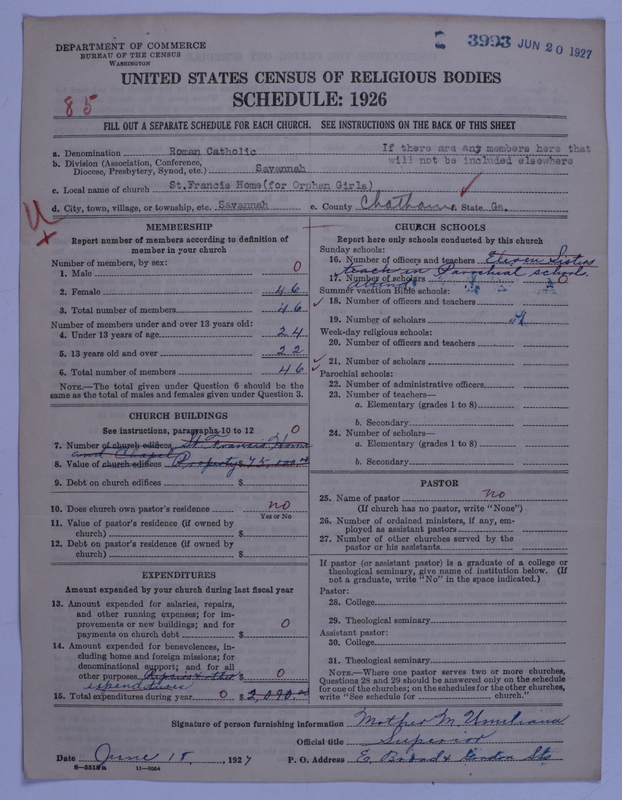 3993 JUN 20 1927
DEPARTMENT OF COMMERCE
BUREAU OF THE CENSUS
WASHINGTON
UNITED STATES CENSUS OF RELIGIOUS BODIES
SCHEDULE: 1926
85
FILL OUT A SEPARATE SCHEDULE FOR EACH CHURCH. SEE INSTRUCTIONS ON THE BACK OF THIS SHEET
a. Denomination Roman Catholic
If there are any members here that
will not be included elsewhere
b. Division (Association, Conference,
Diocese, Presbytery, Synod, etc.) Savannah
c. Local name of church St.Francis Home(for Orphan Girls)
d. City, town, village, or township, etc. Savannah e. County Chatham f. State Ga.
MEMBERSHIP
Report number of members according to definition of
member in your church
Number of members, by sex:
1. Male 0
2. Female 46
3. Total number of members 46
Number of members under and over 13 years old:
4. Under 13 years of age 24
5. 13 years old and over 22
6. Total number of members 46
NOTE.—The total given under Question 6 should be the
same as the total of males and females given under Question 3.
CHURCH BUILDINGS
See instructions, paragraphs 10 to 12 0
7. Number of church edifices St Francis Home
and Chapel
8. Value of church edifices Property $ 75,000.00
9. Debt on church edifices $
10. Does church own pastor's residence no
Yes or No
11. Value of pastor's residence (if owned by
church) $
12. Debt on pastor's residence (if owned by
church) $
EXPENDITURES
Amount expended by your church during last fiscal year
13. Amount expended for salaries, repairs,
and other running expenses; for im-
provements or new buildings; and for
payments on church debt $ 0
14. Amount expended for benevolences, in-
cluding home and foreign missions; for
denominational support; and for all
other purposes Repairs & other $ 0
expenditures
15. Total expenditures during year 0 $ 2,090.00
CHURCH SCHOOLS
Report here only schools conducted by this church
Sunday schools:
16. Number of officers and teachers Eleven Sisters
teach in Parochial school
17. Number of scholars 0
Summer vacation Bible schools:
18. Number of officers and teachers
19. Number of scholars
Week-day religious schools:
20. Number of officers and teachers
21. Number of scholars
Parochial schools:
22. Number of administrative officers
23. Number of teachers—
a. Elementary (grades 1 to 8)
b. Secondary
24. Number of scholars—
a. Elementary (grades 1 to 8)
b. Secondary
PASTOR
25. Name of pastor no
(If church has no pastor, write "None")
26. Number of ordained ministers, if any, em-
ployed as assistant pastors
27. Number of other churches served by the
pastor or his assistants
If pastor (or assistant pastor) is a graduate of a college or
theological seminary, give name of institution below. (If
not a graduate, write "No" in the space indicated.)
Pastor:
28. College
29. Theological seminary
Assistant pastor:
30. College
31. Theological seminary
NOTE.—Where one pastor serves two or more churches,
Questions 28 and 29 should be answered only on the schedule
for one of the churches; on the schedules for the other churches,
write "See schedule for church."
Signature of person furnishing information Mother M. Umiliana
Official title Superior
Date June 18, 1927 P. O. Address E. Broad & Gordon Sts
11—9264